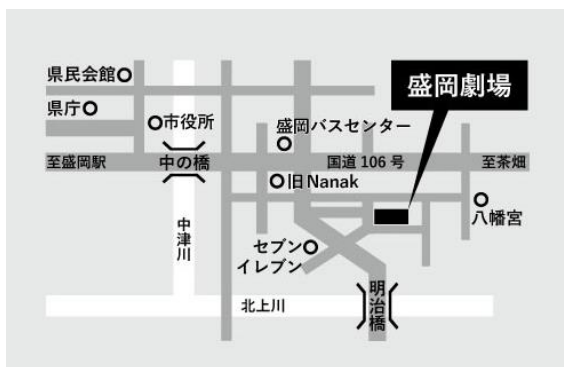 県民会館
盛岡劇場
県庁
市役所
盛岡バスセンター
至盛岡駅
中の橋
国道106号
至茶畑
旧Nanak
八幡宮
中津川
セブン
イレブン
北上川
明治橋